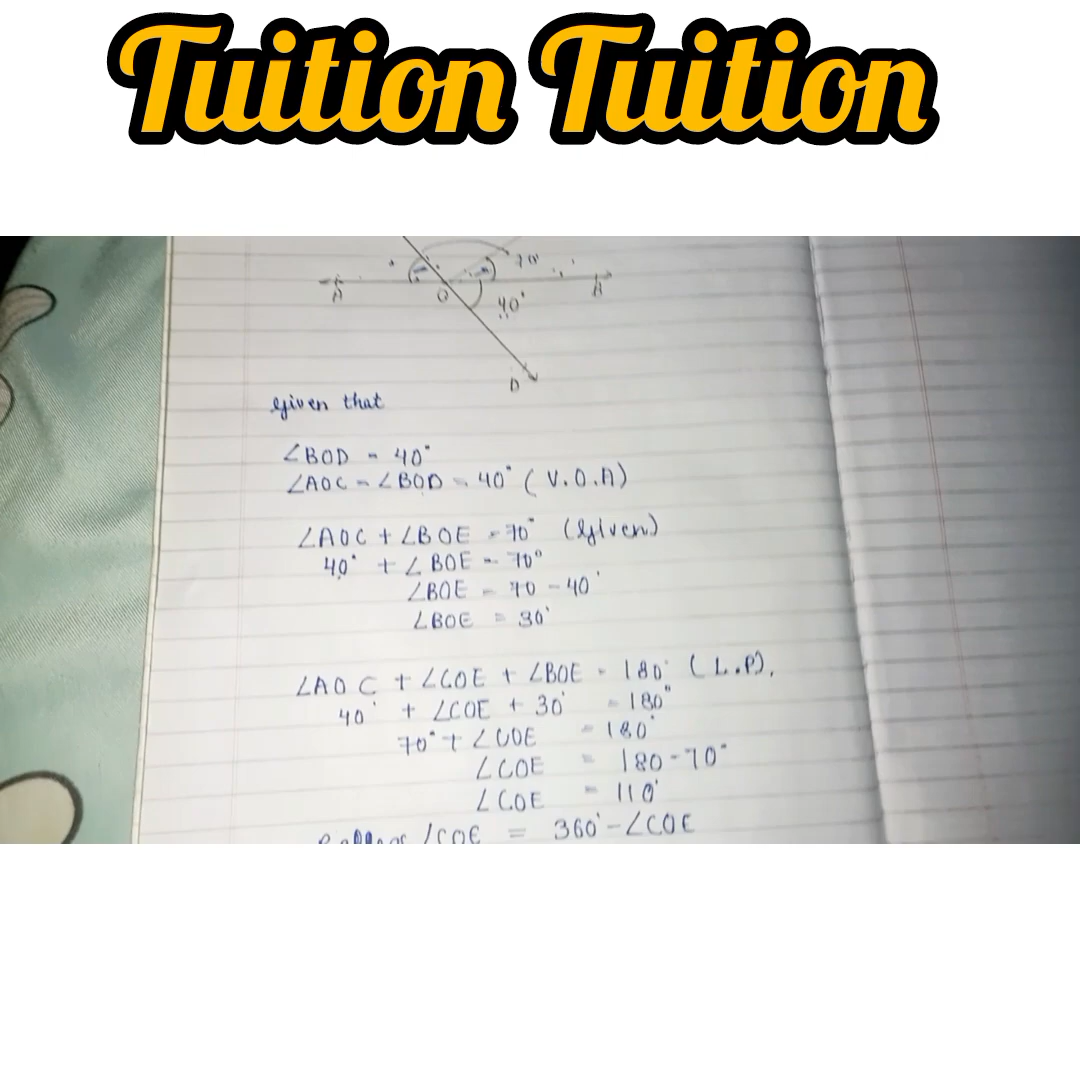 Tuition Tuition
70°
A O 40° B
D
Given that
∠BOD = 40°
∠AOC = ∠BOD = 40° (V.O.A)
∠AOC + ∠BOE = 70° (Given)
40° + ∠BOE = 70°
∠BOE = 70 - 40°
∠BOE = 30°
∠AOC + ∠COE + ∠BOE = 180° (L.P),
40° + ∠COE + 30° = 180°
70° + ∠COE = 180°
∠COE = 180 - 70°
∠COE = 110°
∠COE = 360° - ∠COE